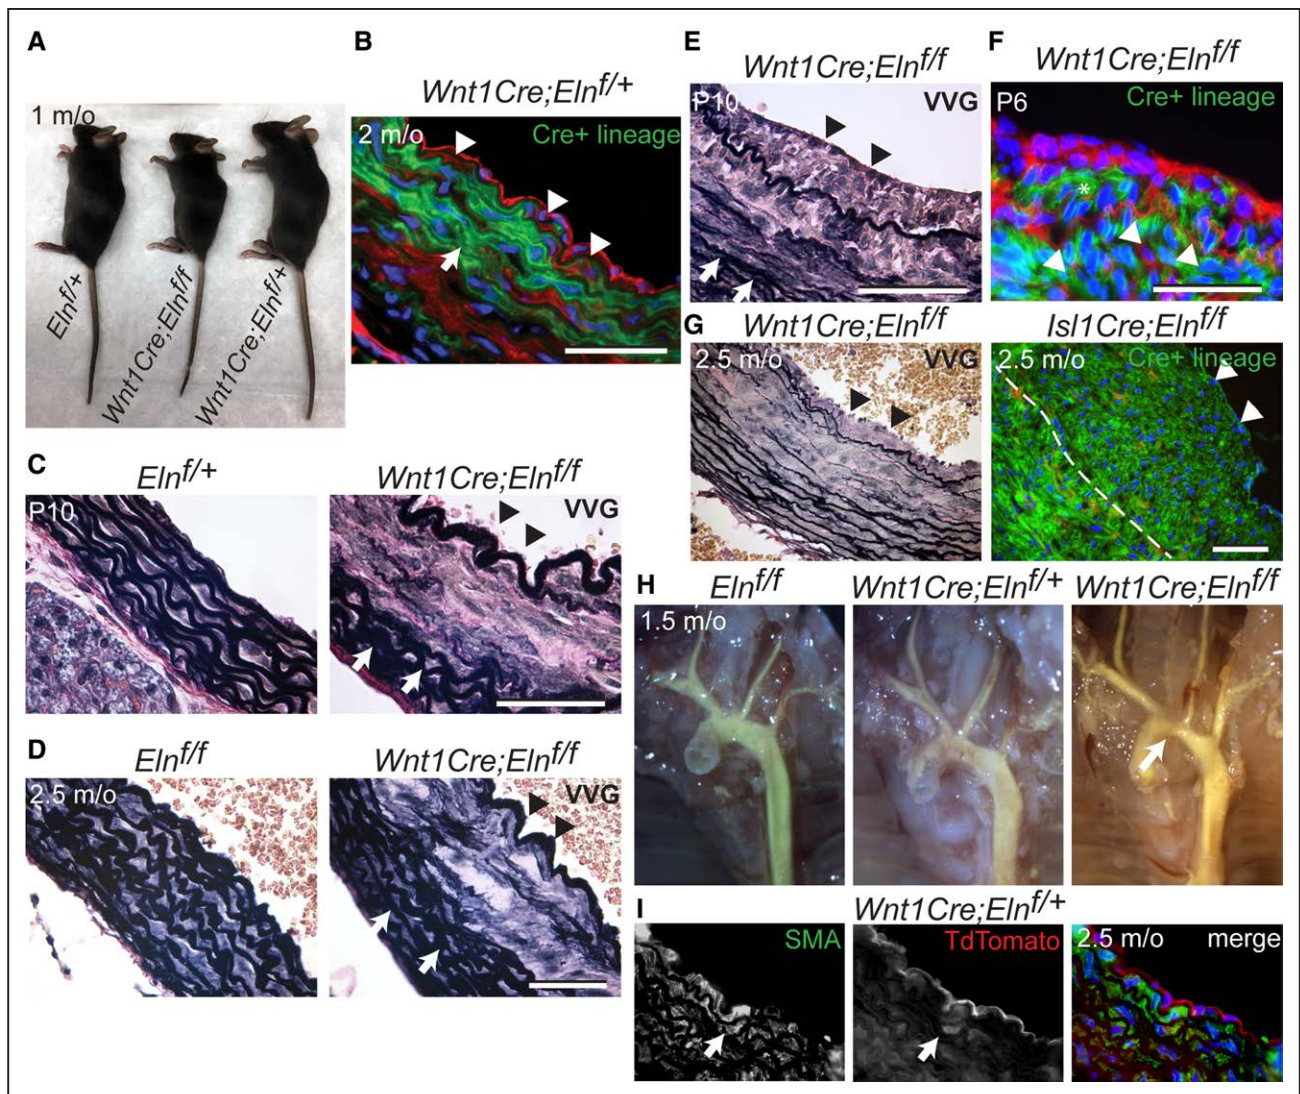 A
1 m/o
Eln^f/+
Wnt1Cre;Eln^f/f
Wnt1Cre;Eln^f/+
B
Wnt1Cre;Eln^f/+
2 m/o Cre+ lineage
C
Eln^f/+ Wnt1Cre;Eln^f/f
P10 VVG
D
Eln^f/f Wnt1Cre;Eln^f/f
2.5 m/o VVG
E
Wnt1Cre;Eln^f/f
P10 VVG
F
Wnt1Cre;Eln^f/f
P6 Cre+ lineage
*
G
Wnt1Cre;Eln^f/f Isl1Cre;Eln^f/f
2.5 m/o VVG 2.5 m/o Cre+ lineage
H
Eln^f/f Wnt1Cre;Eln^f/+ Wnt1Cre;Eln^f/f
1.5 m/o
I
Wnt1Cre;Eln^f/+
SMA TdTomato 2.5 m/o merge